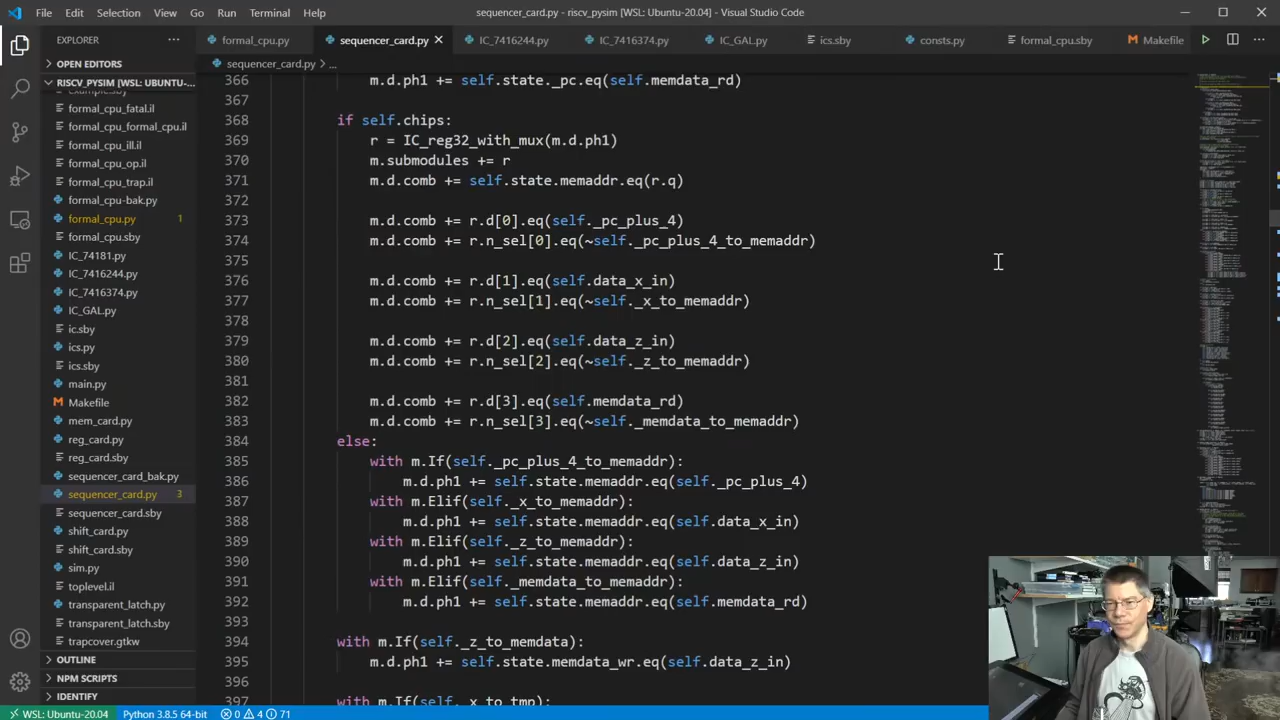 File Edit Selection View Go Run Terminal Help
sequencer_card.py - riscv_pysim [WSL: Ubuntu-20.04] - Visual Studio Code
EXPLORER
formal_cpu.py
sequencer_card.py
IC_7416244.py
IC_7416374.py
IC_GAL.py
ics.sby
consts.py
formal_cpu.sby
Makefile
OPEN EDITORS
sequencer_card.py > ...
RISCV_PYSIM [WSL: UBUNTU-...
formal_cpu_fatal.il
formal_cpu_formal_cpu.il
formal_cpu_ill.il
formal_cpu_op.il
formal_cpu_trap.il
formal_cpu-bak.py
formal_cpu.py 1
formal_cpu.sby
IC_74181.py
IC_7416244.py
IC_7416374.py
IC_GAL.py
ic.sby
ics.py
ics.sby
main.py
Makefile
mem_card.py
reg_card.py
reg_card.sby
sequencer_card_bak.py
sequencer_card.py 3
sequencer_card.sby
shift_card.py
shift_card.sby
sim.py
toplevel.il
transparent_latch.py
transparent_latch.sby
trapcover.gtkw
OUTLINE
NPM SCRIPTS
IDENTIFY
366 m.d.ph1 += self.state._pc.eq(self.memdata_rd)
367
368 if self.chips:
369 r = IC_reg32_with_mux(m.d.ph1)
370 m.submodules += r
371 m.d.comb += self.state.memaddr.eq(r.q)
372
373 m.d.comb += r.d[0].eq(self._pc_plus_4)
374 m.d.comb += r.n_sel[0].eq(~self._pc_plus_4_to_memaddr)
375
376 m.d.comb += r.d[1].eq(self.data_x_in)
377 m.d.comb += r.n_sel[1].eq(~self._x_to_memaddr)
378
379 m.d.comb += r.d[2].eq(self.data_z_in)
380 m.d.comb += r.n_sel[2].eq(~self._z_to_memaddr)
381
382 m.d.comb += r.d[3].eq(self.memdata_rd)
383 m.d.comb += r.n_sel[3].eq(~self._memdata_to_memaddr)
384 else:
385 with m.If(self._pc_plus_4_to_memaddr):
386 m.d.ph1 += self.state.memaddr.eq(self._pc_plus_4)
387 with m.Elif(self._x_to_memaddr):
388 m.d.ph1 += self.state.memaddr.eq(self.data_x_in)
389 with m.Elif(self._z_to_memaddr):
390 m.d.ph1 += self.state.memaddr.eq(self.data_z_in)
391 with m.Elif(self._memdata_to_memaddr):
392 m.d.ph1 += self.state.memaddr.eq(self.memdata_rd)
393
394 with m.If(self._z_to_memdata):
395 m.d.ph1 += self.state.memdata_wr.eq(self.data_z_in)
396
397 with m.If(self._x_to_tmp):
WSL: Ubuntu-20.04 Python 3.8.5 64-bit 0 4 71